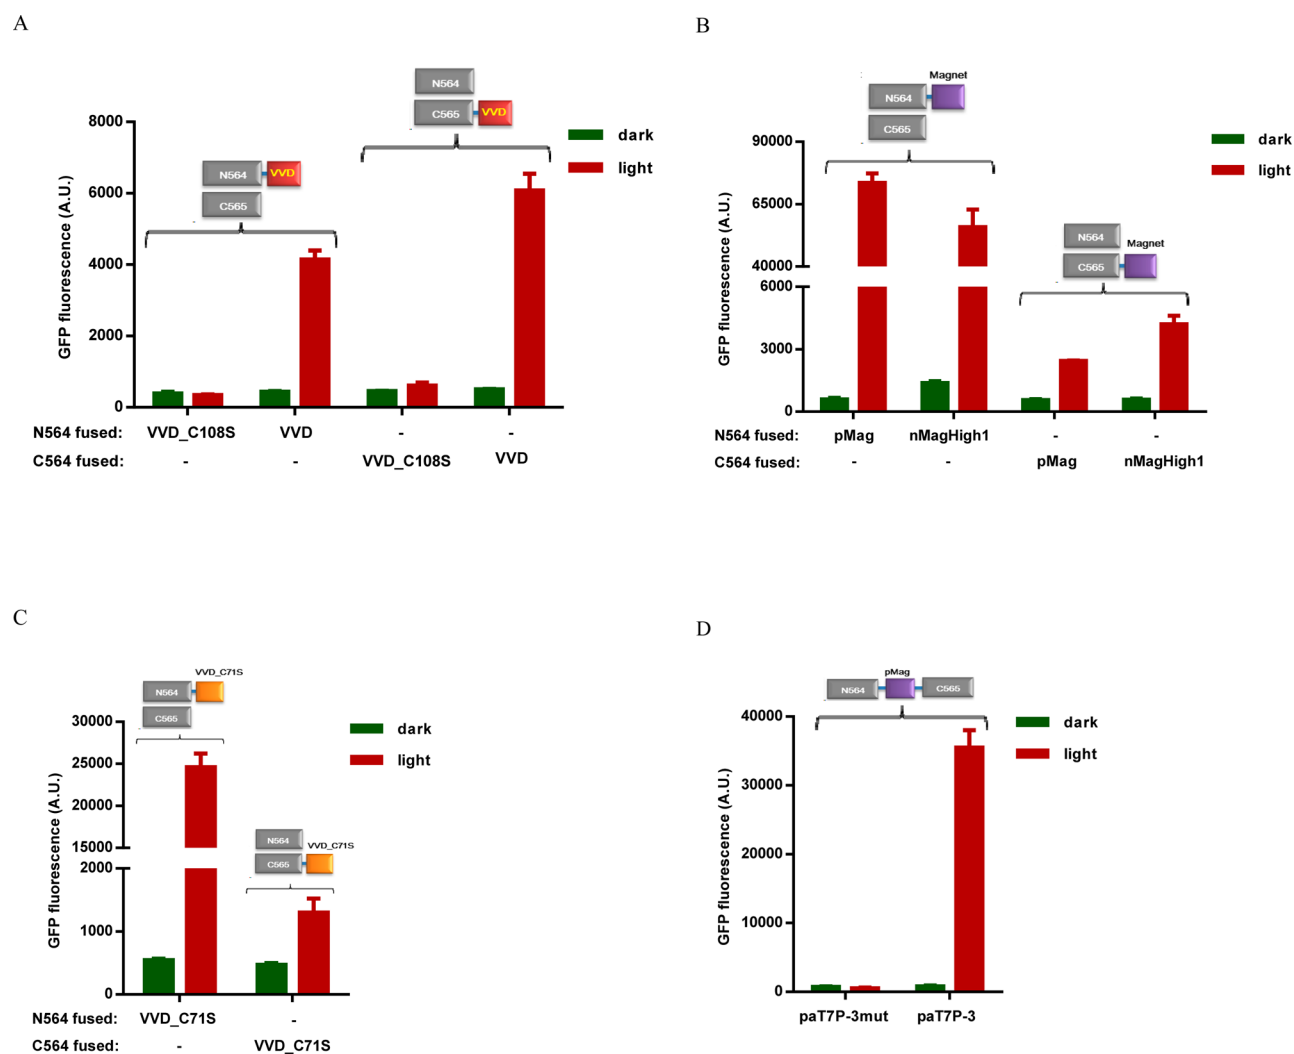 A
N564
C565
VVD
N564
VVD
C565
8000
6000
4000
2000
0
GFP fluorescence (A.U.)
dark
light
N564 fused: VVD_C108S VVD - -
C564 fused: - - VVD_C108S VVD
B
Magnet
N564
C565
N564
Magnet
C565
90000
65000
40000
6000
3000
0
GFP fluorescence (A.U.)
dark
light
N564 fused: pMag nMagHigh1 - -
C564 fused: - - pMag nMagHigh1
C
VVD_C71S
N564
C565
N564
VVD_C71S
C565
30000
25000
20000
15000
2000
1000
0
GFP fluorescence (A.U.)
dark
light
N564 fused: VVD_C71S -
C564 fused: - VVD_C71S
D
pMag
N564 C565
40000
30000
20000
10000
0
GFP fluorescence (A.U.)
dark
light
paT7P-3mut paT7P-3